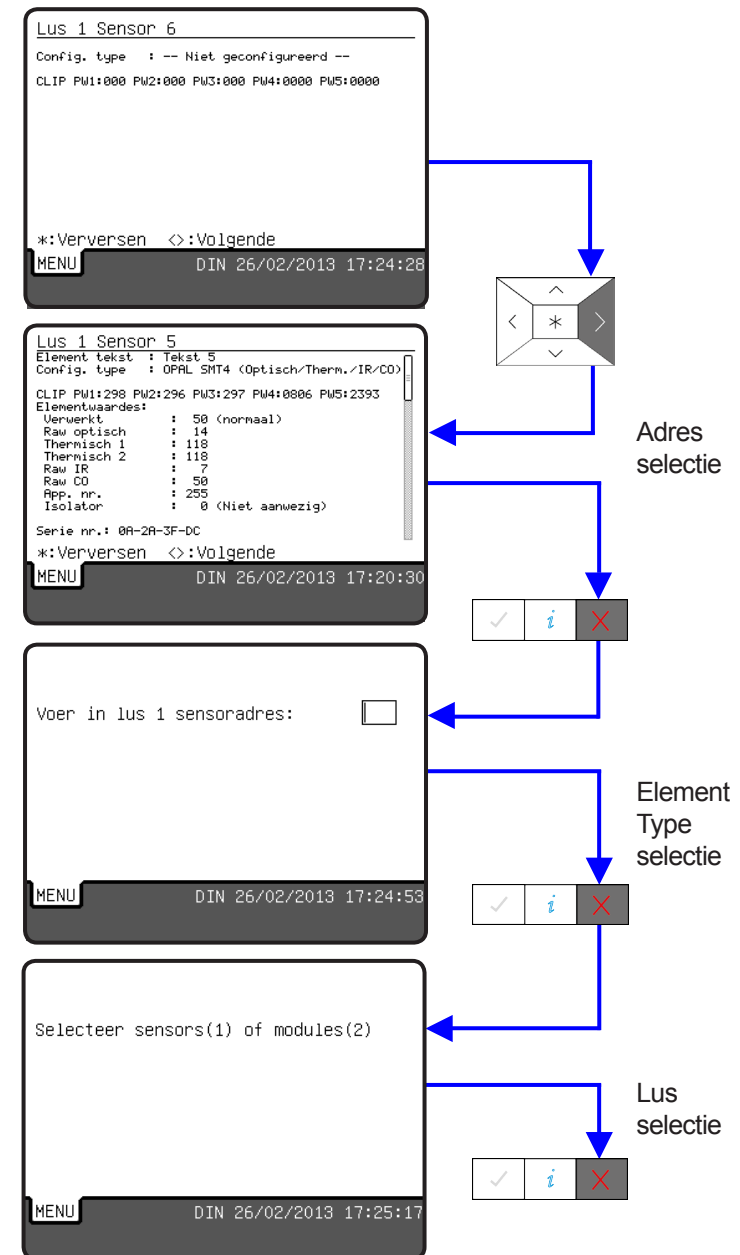 Lus 1 Sensor 6
Config. type : -- Niet geconfigureerd --
CLIP PW1:000 PW2:000 PW3:000 PW4:0000 PW5:0000
*:Verversen <>:Volgende
MENU DIN 26/02/2013 17:24:28
Lus 1 Sensor 5
Element tekst : Tekst 5
Config. type : OPAL SMT4 (Optisch/Therm./IR/CO)
CLIP PW1:298 PW2:296 PW3:297 PW4:0806 PW5:2393
Elementwaardes:
Verwerkt : 50 (normaal)
Raw optisch : 14
Thermisch 1 : 118
Thermisch 2 : 118
Raw IR : 7
Raw CO : 50
App. nr. : 255
Isolator : 0 (Niet aanwezig)
Serie nr.: 0A-2A-3F-DC
*:Verversen <>:Volgende
MENU DIN 26/02/2013 17:20:30
Adres
selectie
i
Voer in lus 1 sensoradres:
MENU DIN 26/02/2013 17:24:53
Element
Type
selectie
i
Selecteer sensors(1) of modules(2)
MENU DIN 26/02/2013 17:25:17
Lus
selectie
i